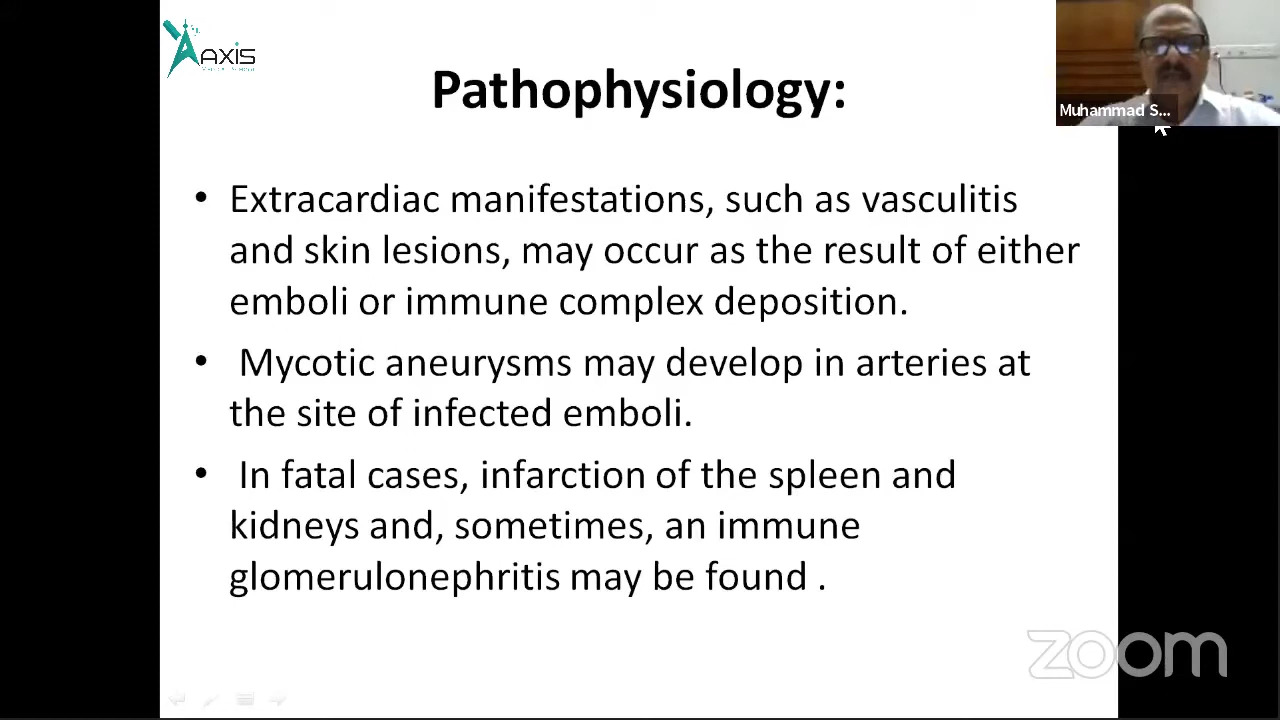 AXIS
Pathophysiology:
Muhammad S...
• Extracardiac manifestations, such as vasculitis
and skin lesions, may occur as the result of either
emboli or immune complex deposition.
• Mycotic aneurysms may develop in arteries at
the site of infected emboli.
• In fatal cases, infarction of the spleen and
kidneys and, sometimes, an immune
glomerulonephritis may be found .
zoom